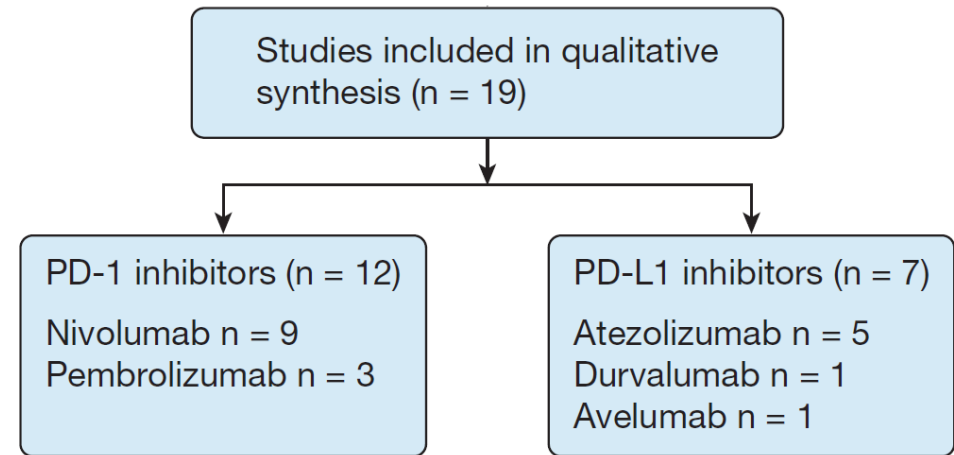 Studies included in qualitative
synthesis (n = 19)
PD-1 inhibitors (n = 12)
Nivolumab n = 9
Pembrolizumab n = 3
PD-L1 inhibitors (n = 7)
Atezolizumab n = 5
Durvalumab n = 1
Avelumab n = 1